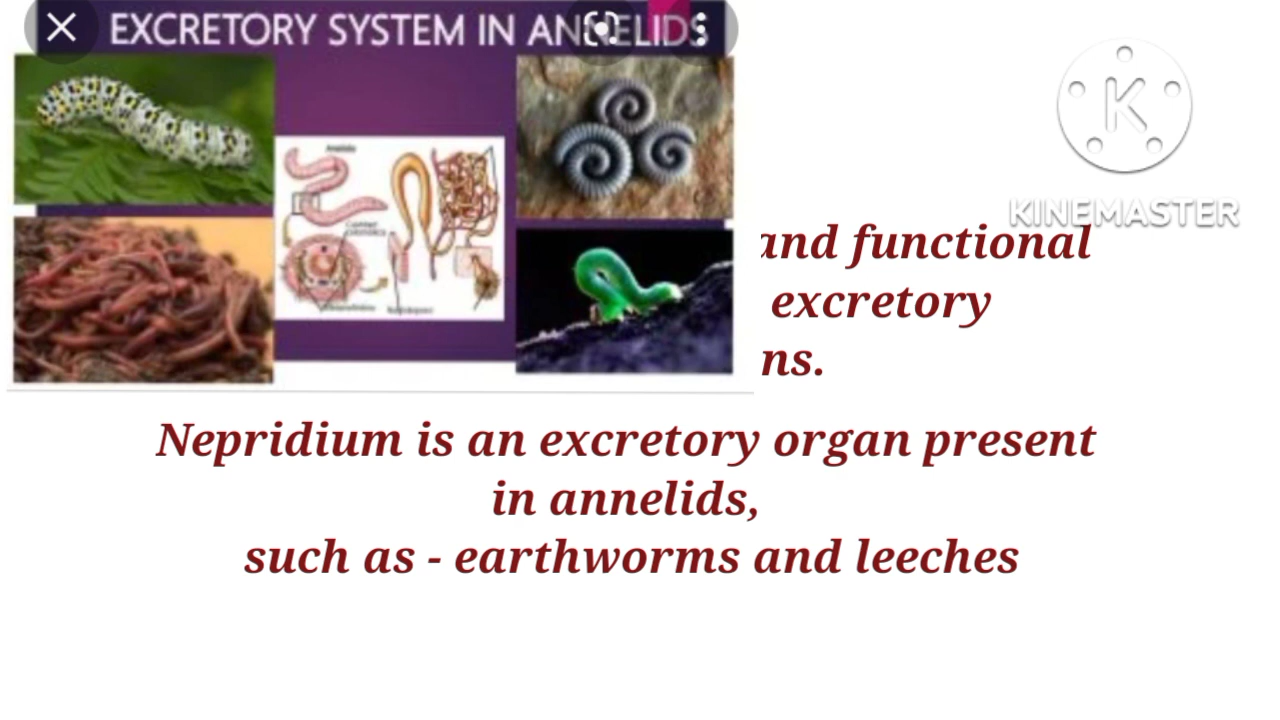 EXCRETORY SYSTEM IN ANNELIDS
K
KINEMASTER
and functional
excretory
ns.
Nepridium is an excretory organ present
in annelids,
such as - earthworms and leeches